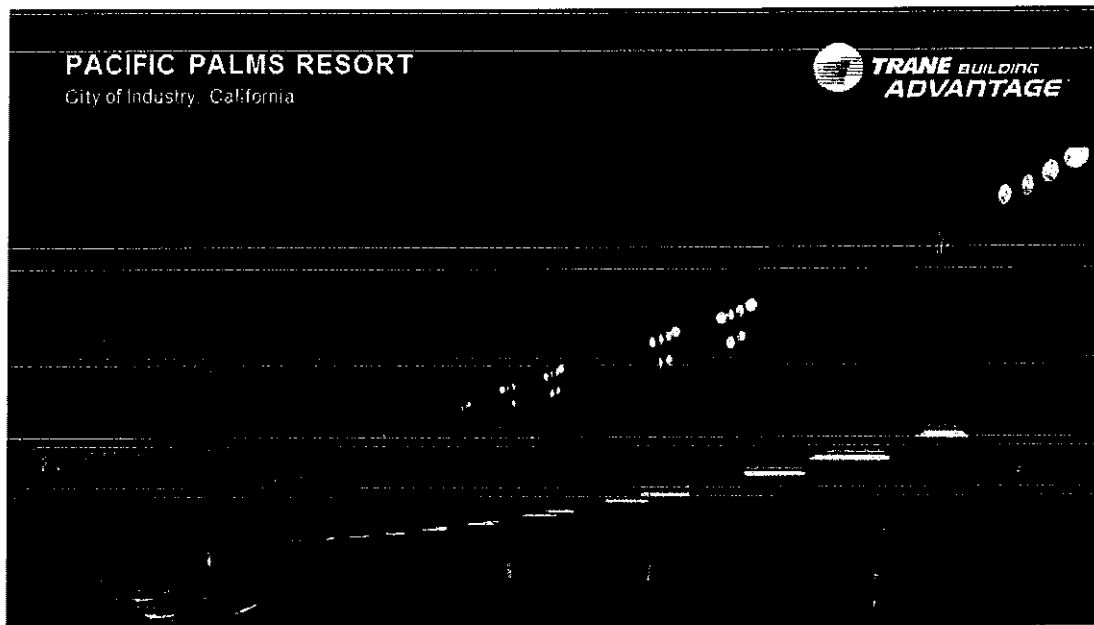 PACIFIC PALMS RESORT
City of Industry, California
TRANE BUILDING
ADVANTAGE